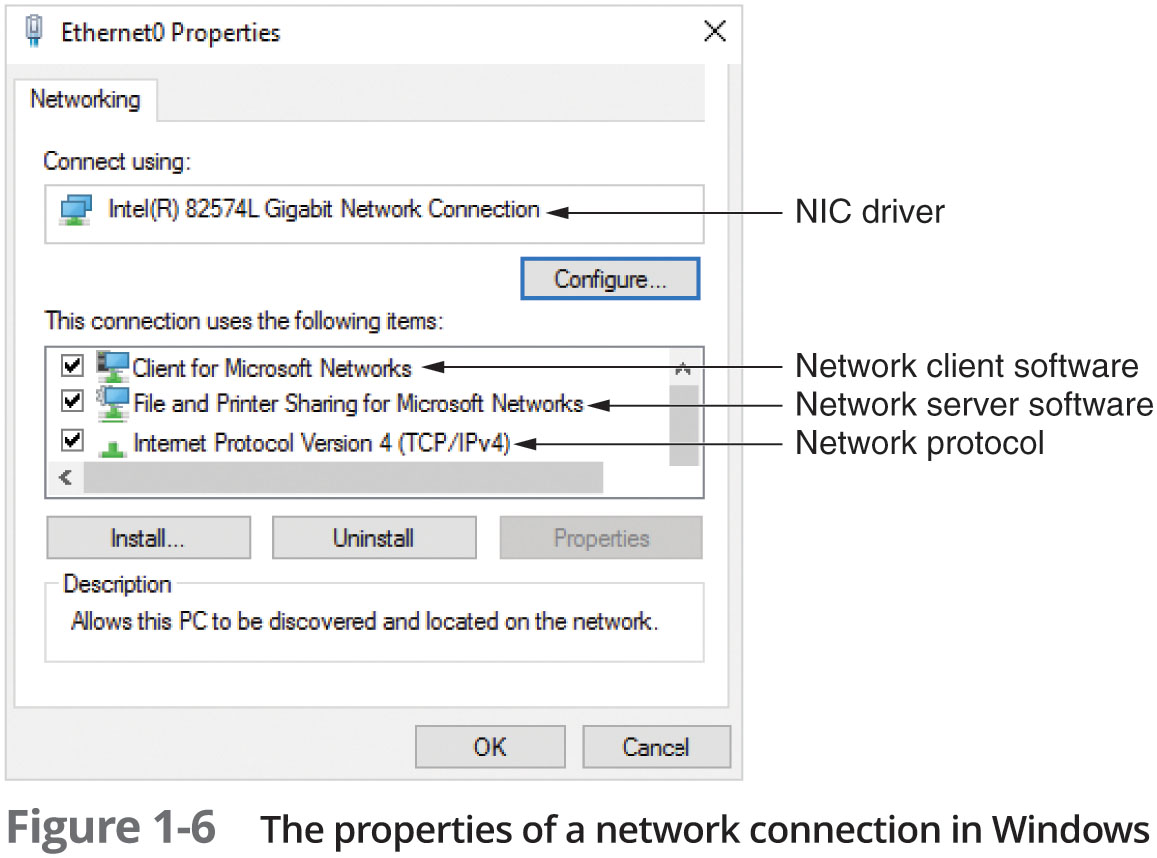 Ethernet0 Properties
Networking
Connect using:
Intel(R) 82574L Gigabit Network Connection
NIC driver
Configure...
This connection uses the following items:
Client for Microsoft Networks
Network client software
File and Printer Sharing for Microsoft Networks
Network server software
Internet Protocol Version 4 (TCP/IPv4)
Network protocol
Install...
Uninstall
Properties
Description
Allows this PC to be discovered and located on the network.
OK
Cancel
Figure 1-6 The properties of a network connection in Windows